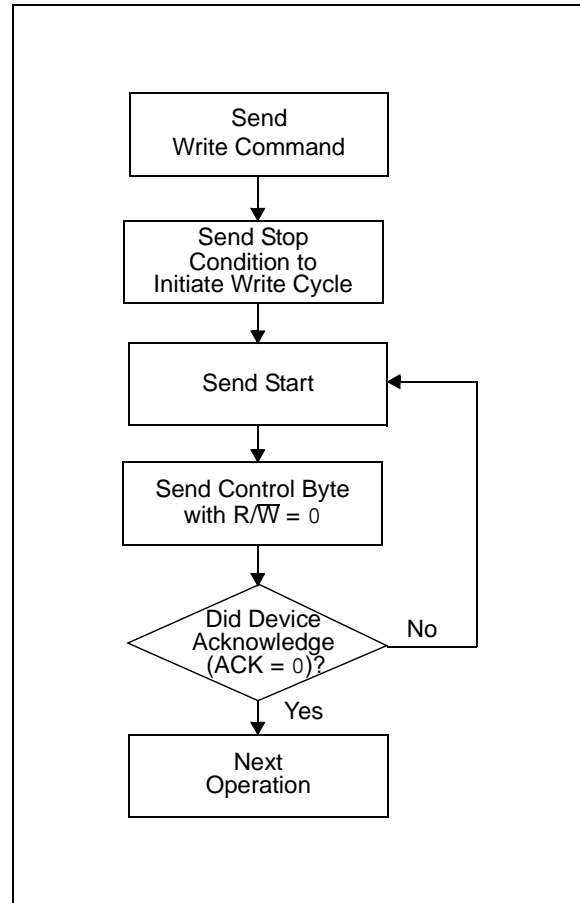 Send
Write Command
Send Stop
Condition to
Initiate Write Cycle
Send Start
Send Control Byte
with R/W̅ = 0
Did Device
Acknowledge
(ACK = 0)?
No
Yes
Next
Operation